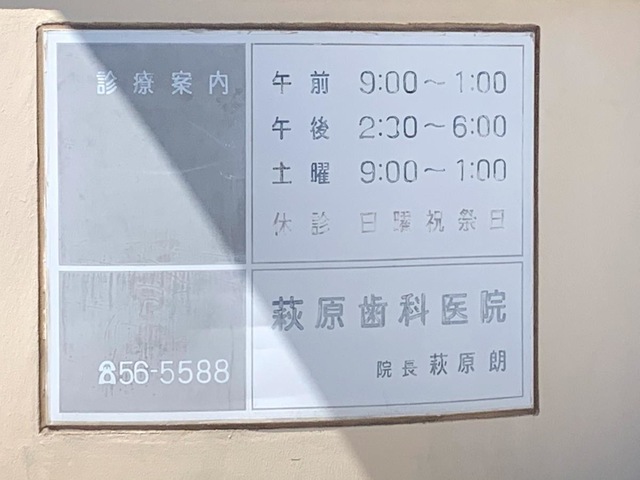 診療案内
午前 9:00～1:00
午後 2:30～6:00
土曜 9:00～1:00
休診 日曜祝祭日
萩原歯科医院
院長 萩原 朗
☎56-5588